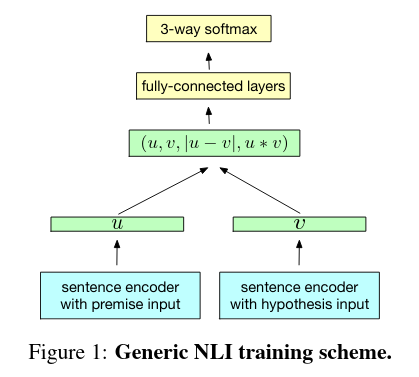 3-way softmax
fully-connected layers
(u, v, |u − v|, u ∗ v)
u
v
sentence encoder
with premise input
sentence encoder
with hypothesis input
Figure 1: Generic NLI training scheme.